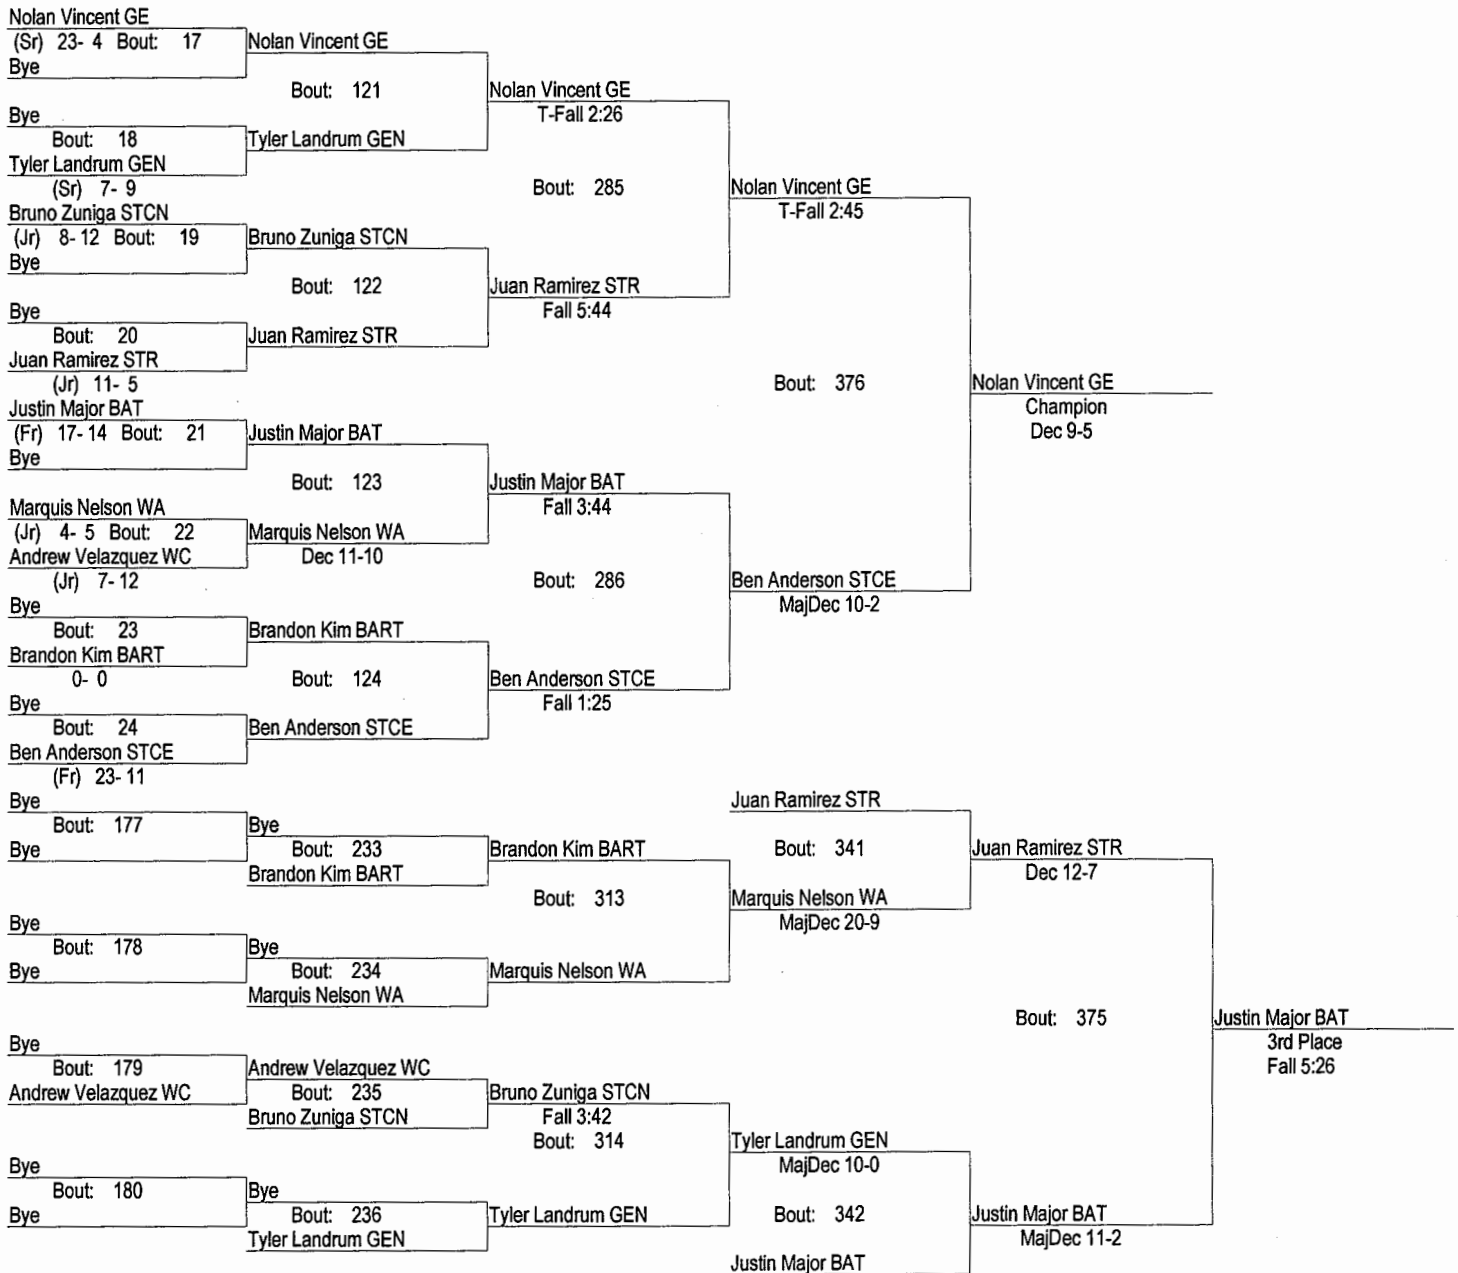 Nolan Vincent GE
(Sr) 23- 4 Bout: 17
Bye
Nolan Vincent GE
Bout: 121
Bye
Bout: 18
Tyler Landrum GEN
(Sr) 7- 9
Tyler Landrum GEN
Nolan Vincent GE
T-Fall 2:26
Bout: 285
Bruno Zuniga STCN
(Jr) 8- 12 Bout: 19
Bye
Bruno Zuniga STCN
Bout: 122
Bye
Bout: 20
Juan Ramirez STR
(Jr) 11- 5
Juan Ramirez STR
Juan Ramirez STR
Fall 5:44
Nolan Vincent GE
T-Fall 2:45
Bout: 376
Justin Major BAT
(Fr) 17- 14 Bout: 21
Bye
Justin Major BAT
Bout: 123
Marquis Nelson WA
(Jr) 4- 5 Bout: 22
Andrew Velazquez WC
(Jr) 7- 12
Marquis Nelson WA
Dec 11-10
Justin Major BAT
Fall 3:44
Bout: 286
Bye
Bout: 23
Brandon Kim BART
0- 0
Brandon Kim BART
Bout: 124
Bye
Bout: 24
Ben Anderson STCE
(Fr) 23- 11
Ben Anderson STCE
Ben Anderson STCE
Fall 1:25
Ben Anderson STCE
MajDec 10-2
Nolan Vincent GE
Champion
Dec 9-5
Bye
Bout: 177
Bye
Bye
Bout: 233
Brandon Kim BART
Brandon Kim BART
Bout: 313
Bye
Bout: 178
Bye
Bye
Bout: 234
Marquis Nelson WA
Marquis Nelson WA
Juan Ramirez STR
Bout: 341
Marquis Nelson WA
MajDec 20-9
Juan Ramirez STR
Dec 12-7
Bout: 375
Bye
Bout: 179
Andrew Velazquez WC
Andrew Velazquez WC
Bout: 235
Bruno Zuniga STCN
Bruno Zuniga STCN
Fall 3:42
Bout: 314
Bye
Bout: 180
Bye
Bye
Bout: 236
Tyler Landrum GEN
Tyler Landrum GEN
Tyler Landrum GEN
MajDec 10-0
Bout: 342
Justin Major BAT
Justin Major BAT
MajDec 11-2
Justin Major BAT
3rd Place
Fall 5:26